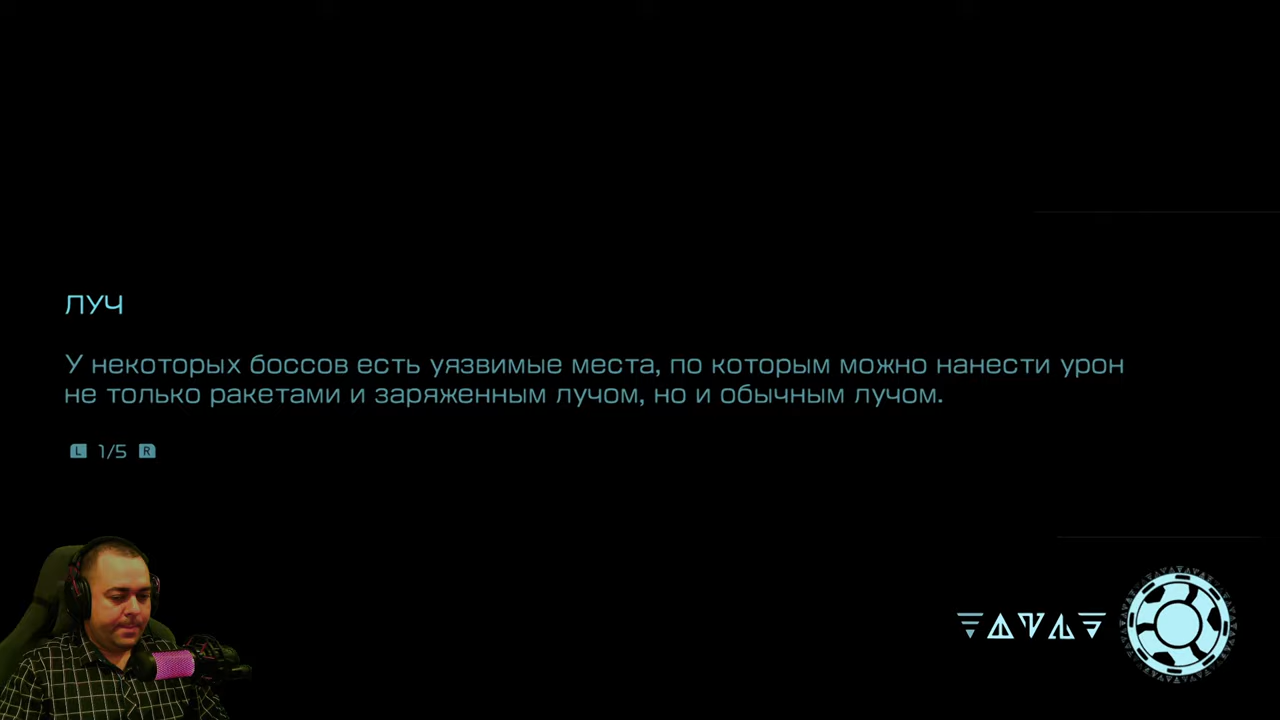 ЛУЧ
У некоторых боссов есть уязвимые места, по которым можно нанести урон
не только ракетами и заряженным лучом, но и обычным лучом.
L 1/5 R